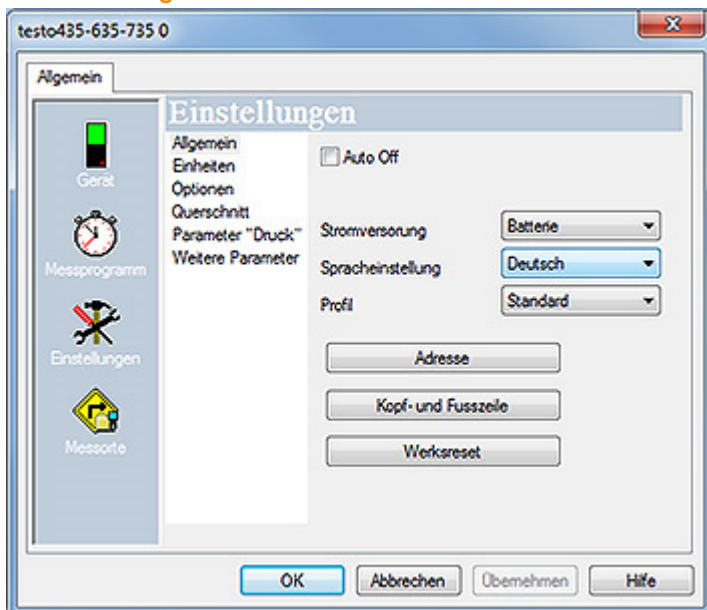 testo435-635-735 0
Allgemein
Einstellungen
Gerät
Messprogramm
Einstellungen
Messorte
Allgemein
Einheiten
Optionen
Querschnitt
Parameter "Druck"
Weitere Parameter
Auto Off
Stromversorung Batterie
Spracheinstellung Deutsch
Profil Standard
Adresse
Kopf- und Fusszeile
Werksreset
OK Abbrechen Übernehmen Hilfe